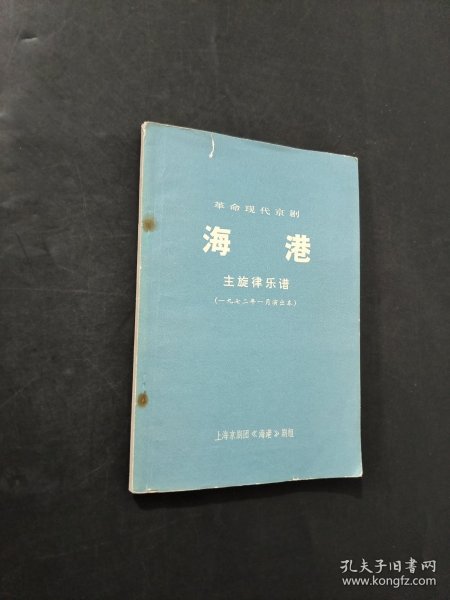 革命现代京剧
海港
主旋律乐谱
(一九七二年一月演出本)
上海京剧团《海港》剧组
孔夫子旧书网
www.kongfz.com